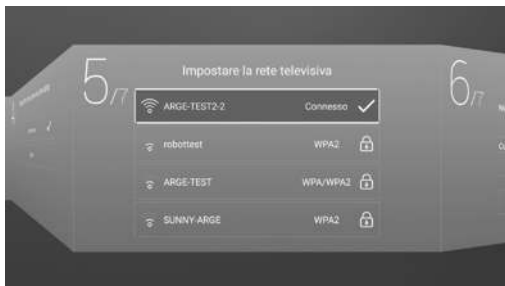 5/7
Impostare la rete televisiva
ARGE-TEST2-2 Connesso
robottest WPA2
ARGE-TEST WPA/WPA2
SUNNY-ARGE WPA2
6/7